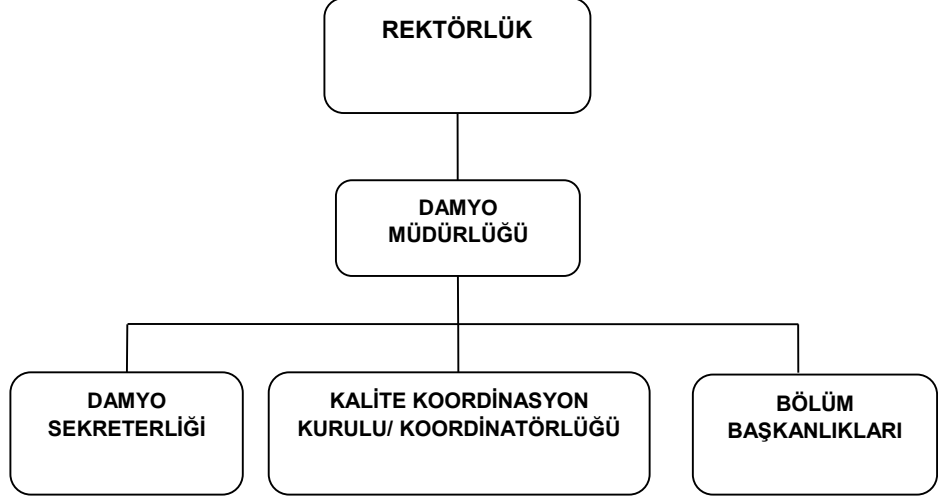 REKTÖRLÜK
DAMYO
MÜDÜRLÜĞÜ
DAMYO
SEKRETERLİĞİ
KALİTE KOORDİNASYON
KURULU/ KOORDİNATÖRLÜĞÜ
BÖLÜM
BAŞKANLIKLARI